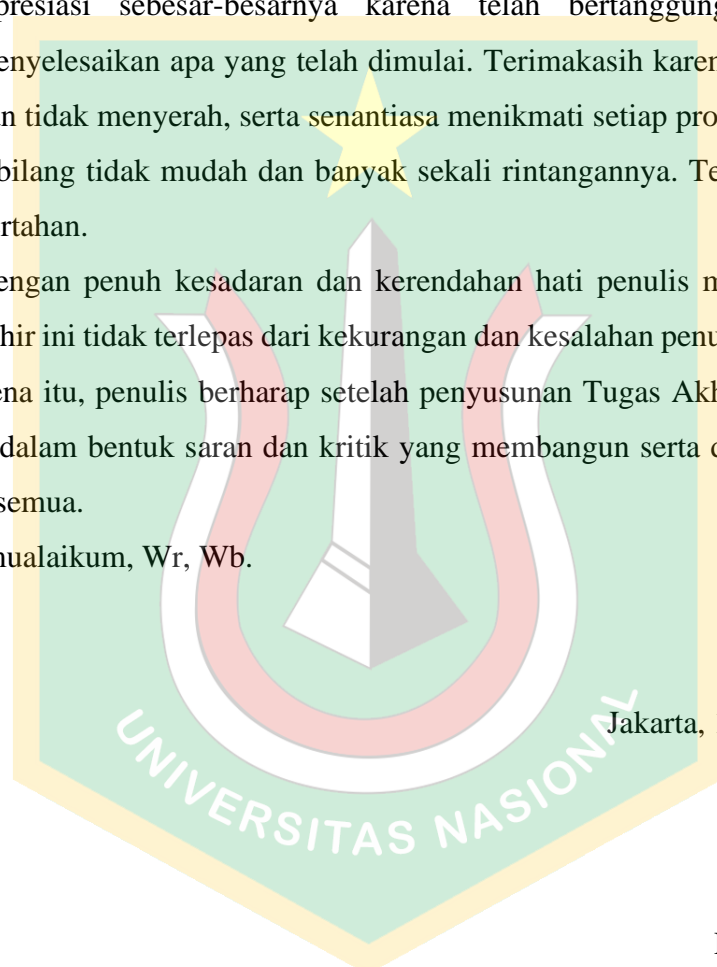 presiasi sebesar-besarnya karena telah bertanggung
enyelesaikan apa yang telah dimulai. Terimakasih karen
n tidak menyerah, serta senantiasa menikmati setiap pro
bilang tidak mudah dan banyak sekali rintangannya. Te
rtahan.
engan penuh kesadaran dan kerendahan hati penulis m
hir ini tidak terlepas dari kekurangan dan kesalahan penu
ena itu, penulis berharap setelah penyusunan Tugas Akh
dalam bentuk saran dan kritik yang membangun serta d
semua.
nualaikum, Wr, Wb.
Jakarta,
UNIVERSITAS NASIONAL